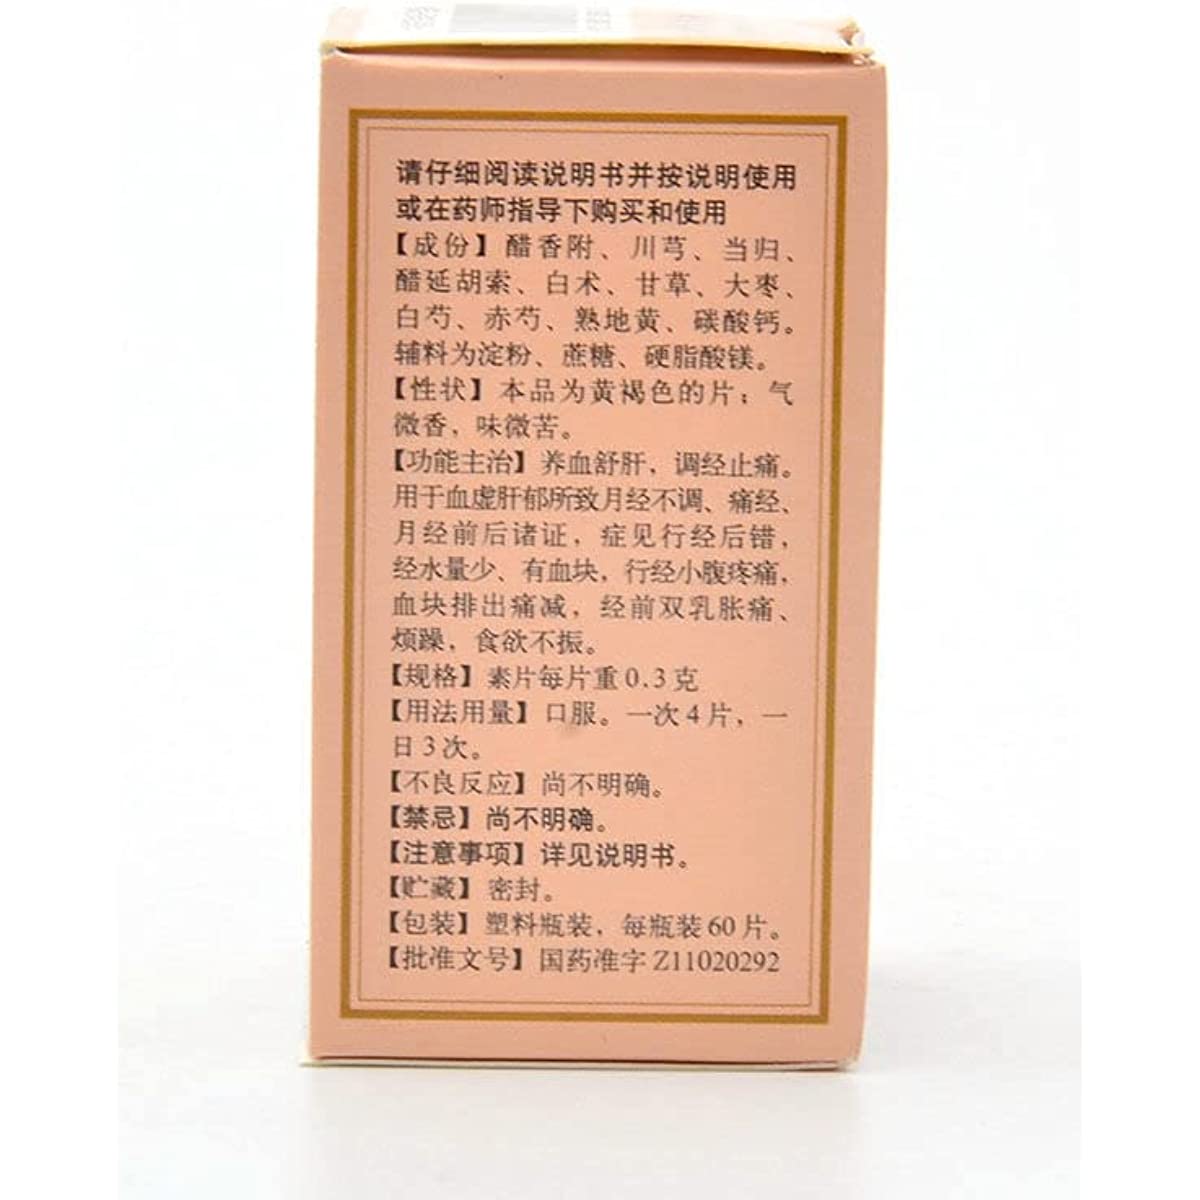 请仔细阅读说明书并按说明使用
或在药师指导下购买和使用
【成份】醋香附、川芎、当归、
醋延胡索、白术、甘草、大枣、
白芍、赤芍、熟地黄、碳酸钙。
辅料为淀粉、蔗糖、硬脂酸镁。
【性状】本品为黄褐色的片；气
微香，味微苦。
【功能主治】养血舒肝，调经止痛。
用于血虚肝郁所致月经不调、痛经、
月经前后诸证，症见行经后错，
经水量少、有血块，行经小腹疼痛，
血块排出痛减，经前双乳胀痛、
烦躁，食欲不振。
【规格】素片每片重0.3克
【用法用量】口服。一次4片，一
日3次。
【不良反应】尚不明确。
【禁忌】尚不明确。
【注意事项】详见说明书。
【贮藏】密封。
【包装】塑料瓶装，每瓶装60片。
【批准文号】国药准字Z11020292